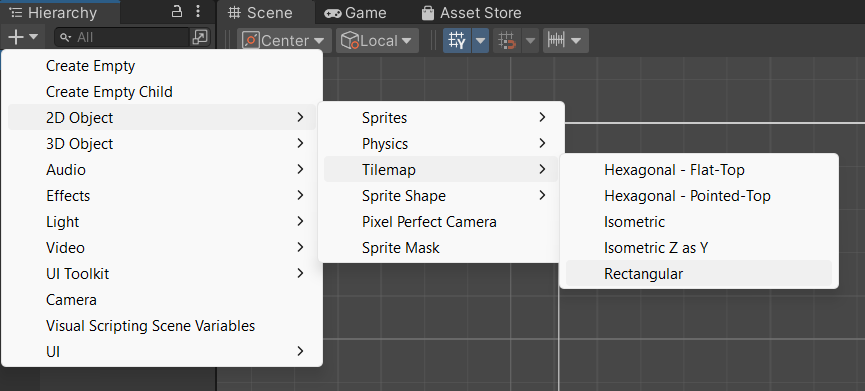 Hierarchy
Scene
Game
Asset Store
All
Center
Local
Create Empty
Create Empty Child
2D Object
3D Object
Audio
Effects
Light
Video
UI Toolkit
Camera
Visual Scripting Scene Variables
UI
Sprites
Physics
Tilemap
Sprite Shape
Pixel Perfect Camera
Sprite Mask
Hexagonal - Flat-Top
Hexagonal - Pointed-Top
Isometric
Isometric Z as Y
Rectangular